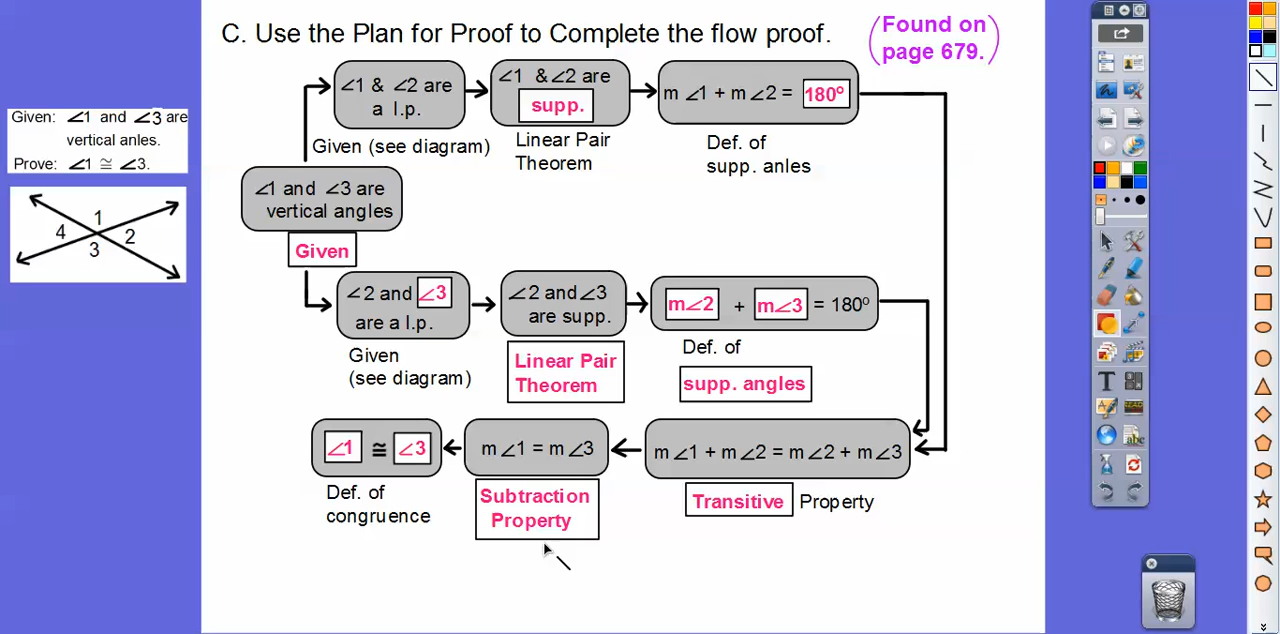 C. Use the Plan for Proof to Complete the flow proof.
(Found on
page 679.)
Given: ∠1 and ∠3 are
vertical anles.
Prove: ∠1 ≅ ∠3.
1
4
2
3
∠1 & ∠2 are
a l.p.
Given (see diagram)
∠1 & ∠2 are
supp.
Linear Pair
Theorem
m ∠1 + m ∠2 = 180º
Def. of
supp. anles
∠1 and ∠3 are
vertical angles
Given
∠2 and ∠3
are a l.p.
Given
(see diagram)
∠2 and ∠3
are supp.
Linear Pair
Theorem
m∠2 + m∠3 = 180º
Def. of
supp. angles
∠1 ≅ ∠3
Def. of
congruence
m ∠1 = m ∠3
Subtraction
Property
m ∠1 + m ∠2 = m ∠2 + m ∠3
Transitive Property